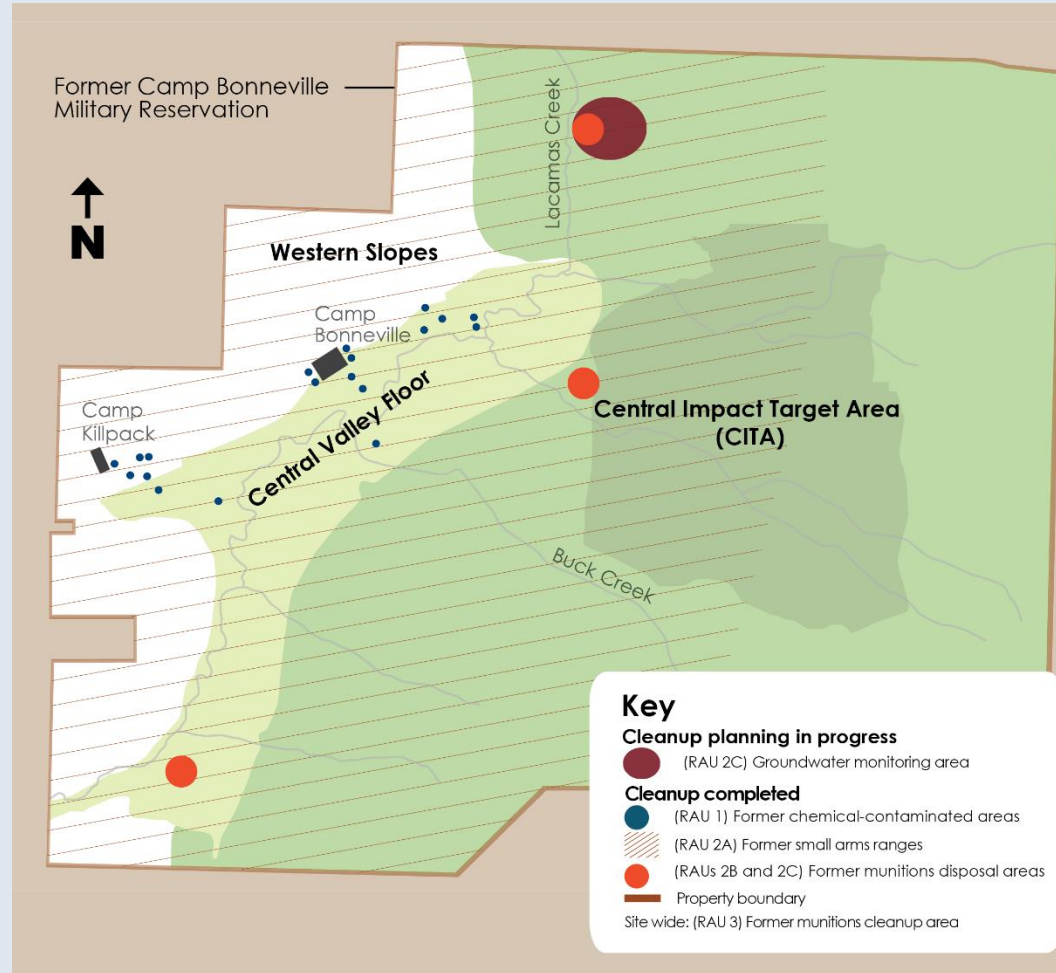 Former Camp Bonneville
Military Reservation
N
Lacamas Creek
Western Slopes
Camp
Bonneville
Camp
Killpack
Central Valley Floor
Central Impact Target Area
(CITA)
Buck Creek
Key
Cleanup planning in progress
(RAU 2C) Groundwater monitoring area
Cleanup completed
(RAU 1) Former chemical-contaminated areas
(RAU 2A) Former small arms ranges
(RAUs 2B and 2C) Former munitions disposal areas
Property boundary
Site wide: (RAU 3) Former munitions cleanup area